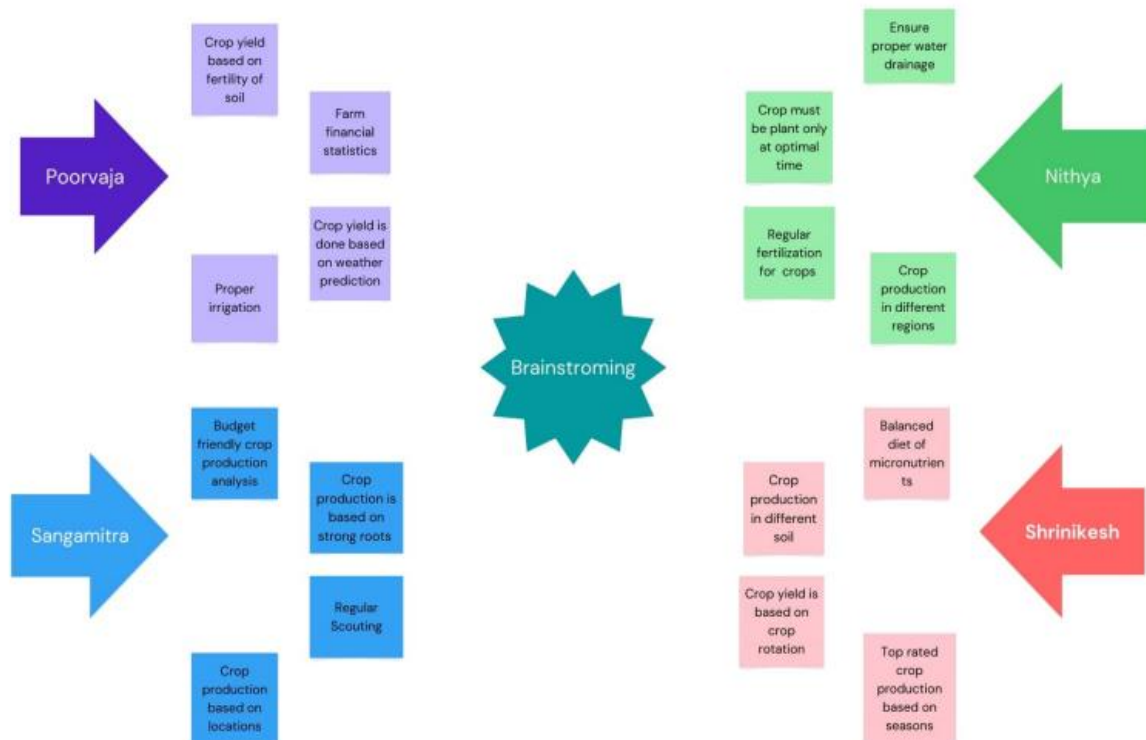 Poorvaja
Crop yield
based on
fertility of
soil
Farm
financial
statistics
Crop yield is
done based
on weather
prediction
Proper
irrigation
Ensure
proper water
drainage
Crop must
be plant only
at optimal
time
Regular
fertilization
for crops
Crop
production
in different
regions
Nithya
Brainstroming
Sangamitra
Budget
friendly crop
production
analysis
Crop
production is
based on
strong roots
Regular
Scouting
Crop
production
based on
locations
Balanced
diet of
micronutrien
ts
Crop
production
in different
soil
Crop yield is
based on
crop
rotation
Top rated
crop
production
based on
seasons
Shrinikesh